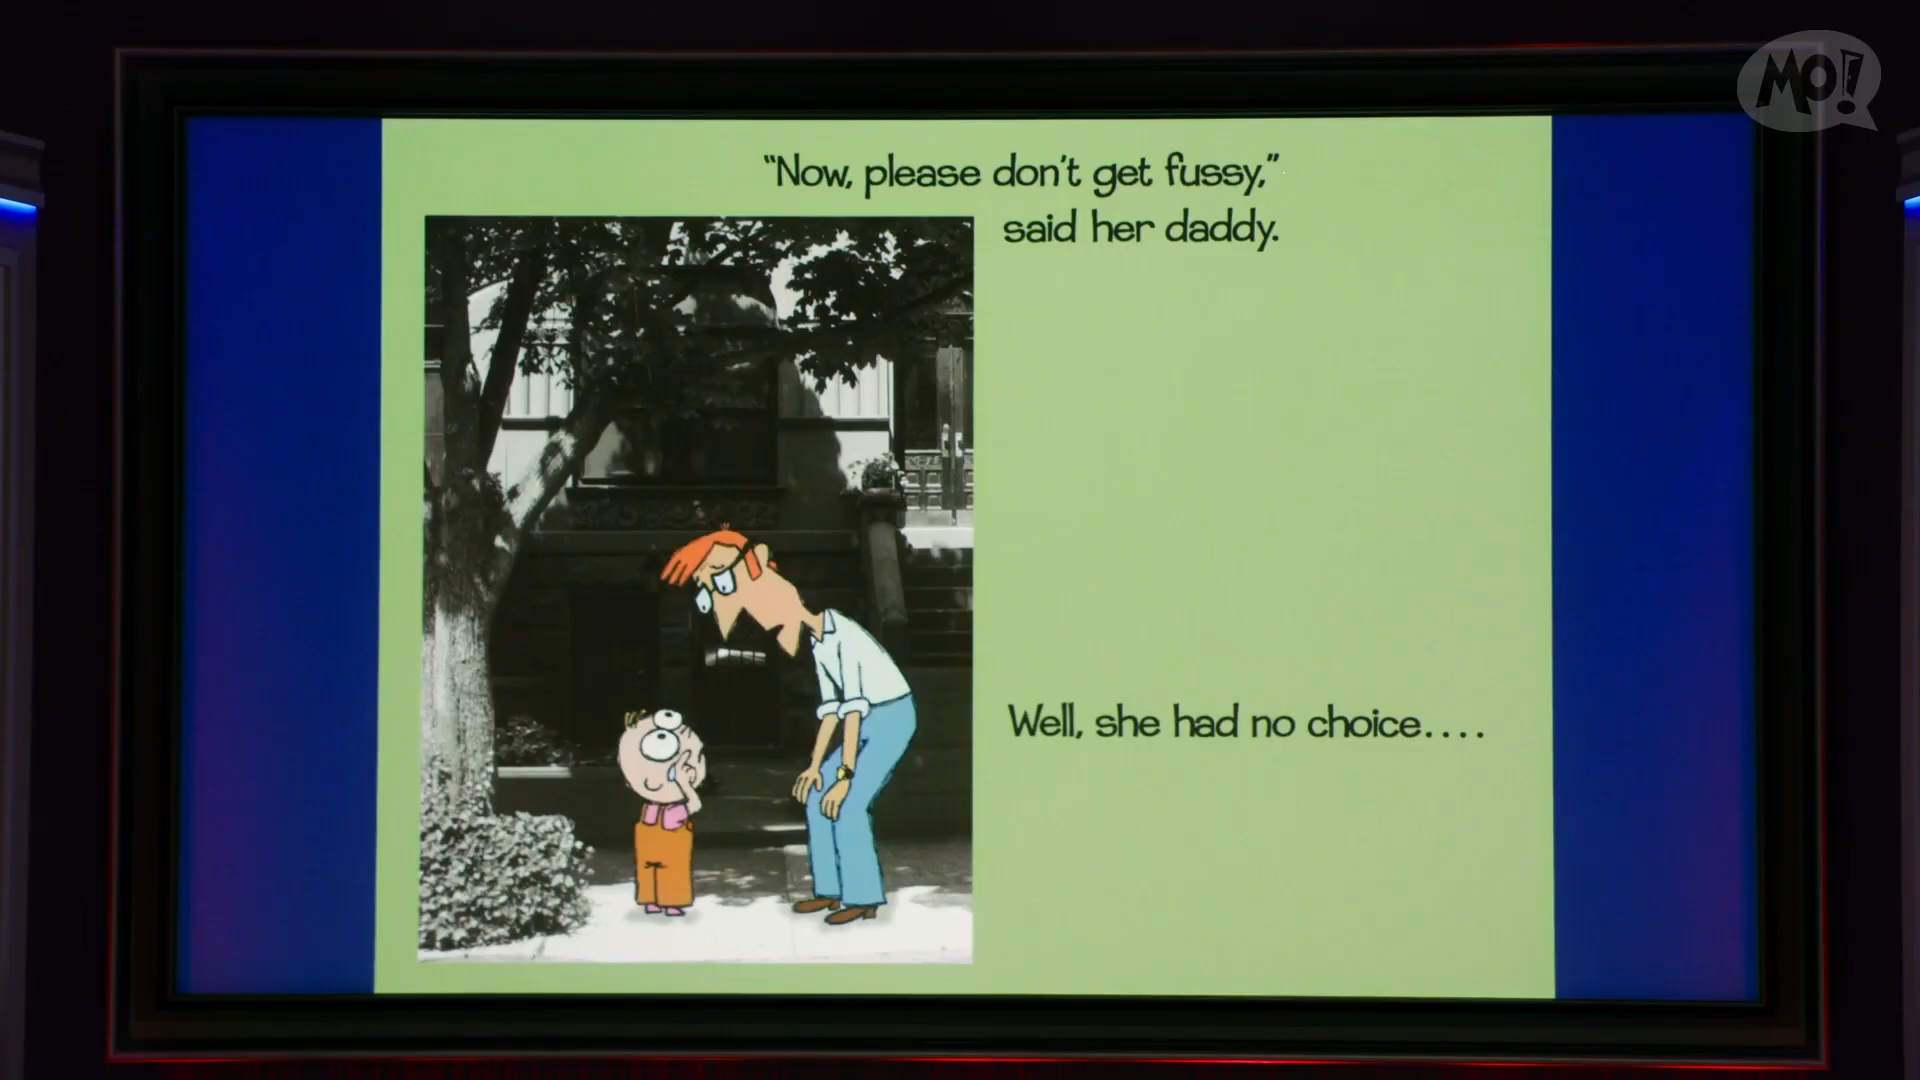 MO!
“Now, please don’t get fussy,”
said her daddy.
Well, she had no choice....